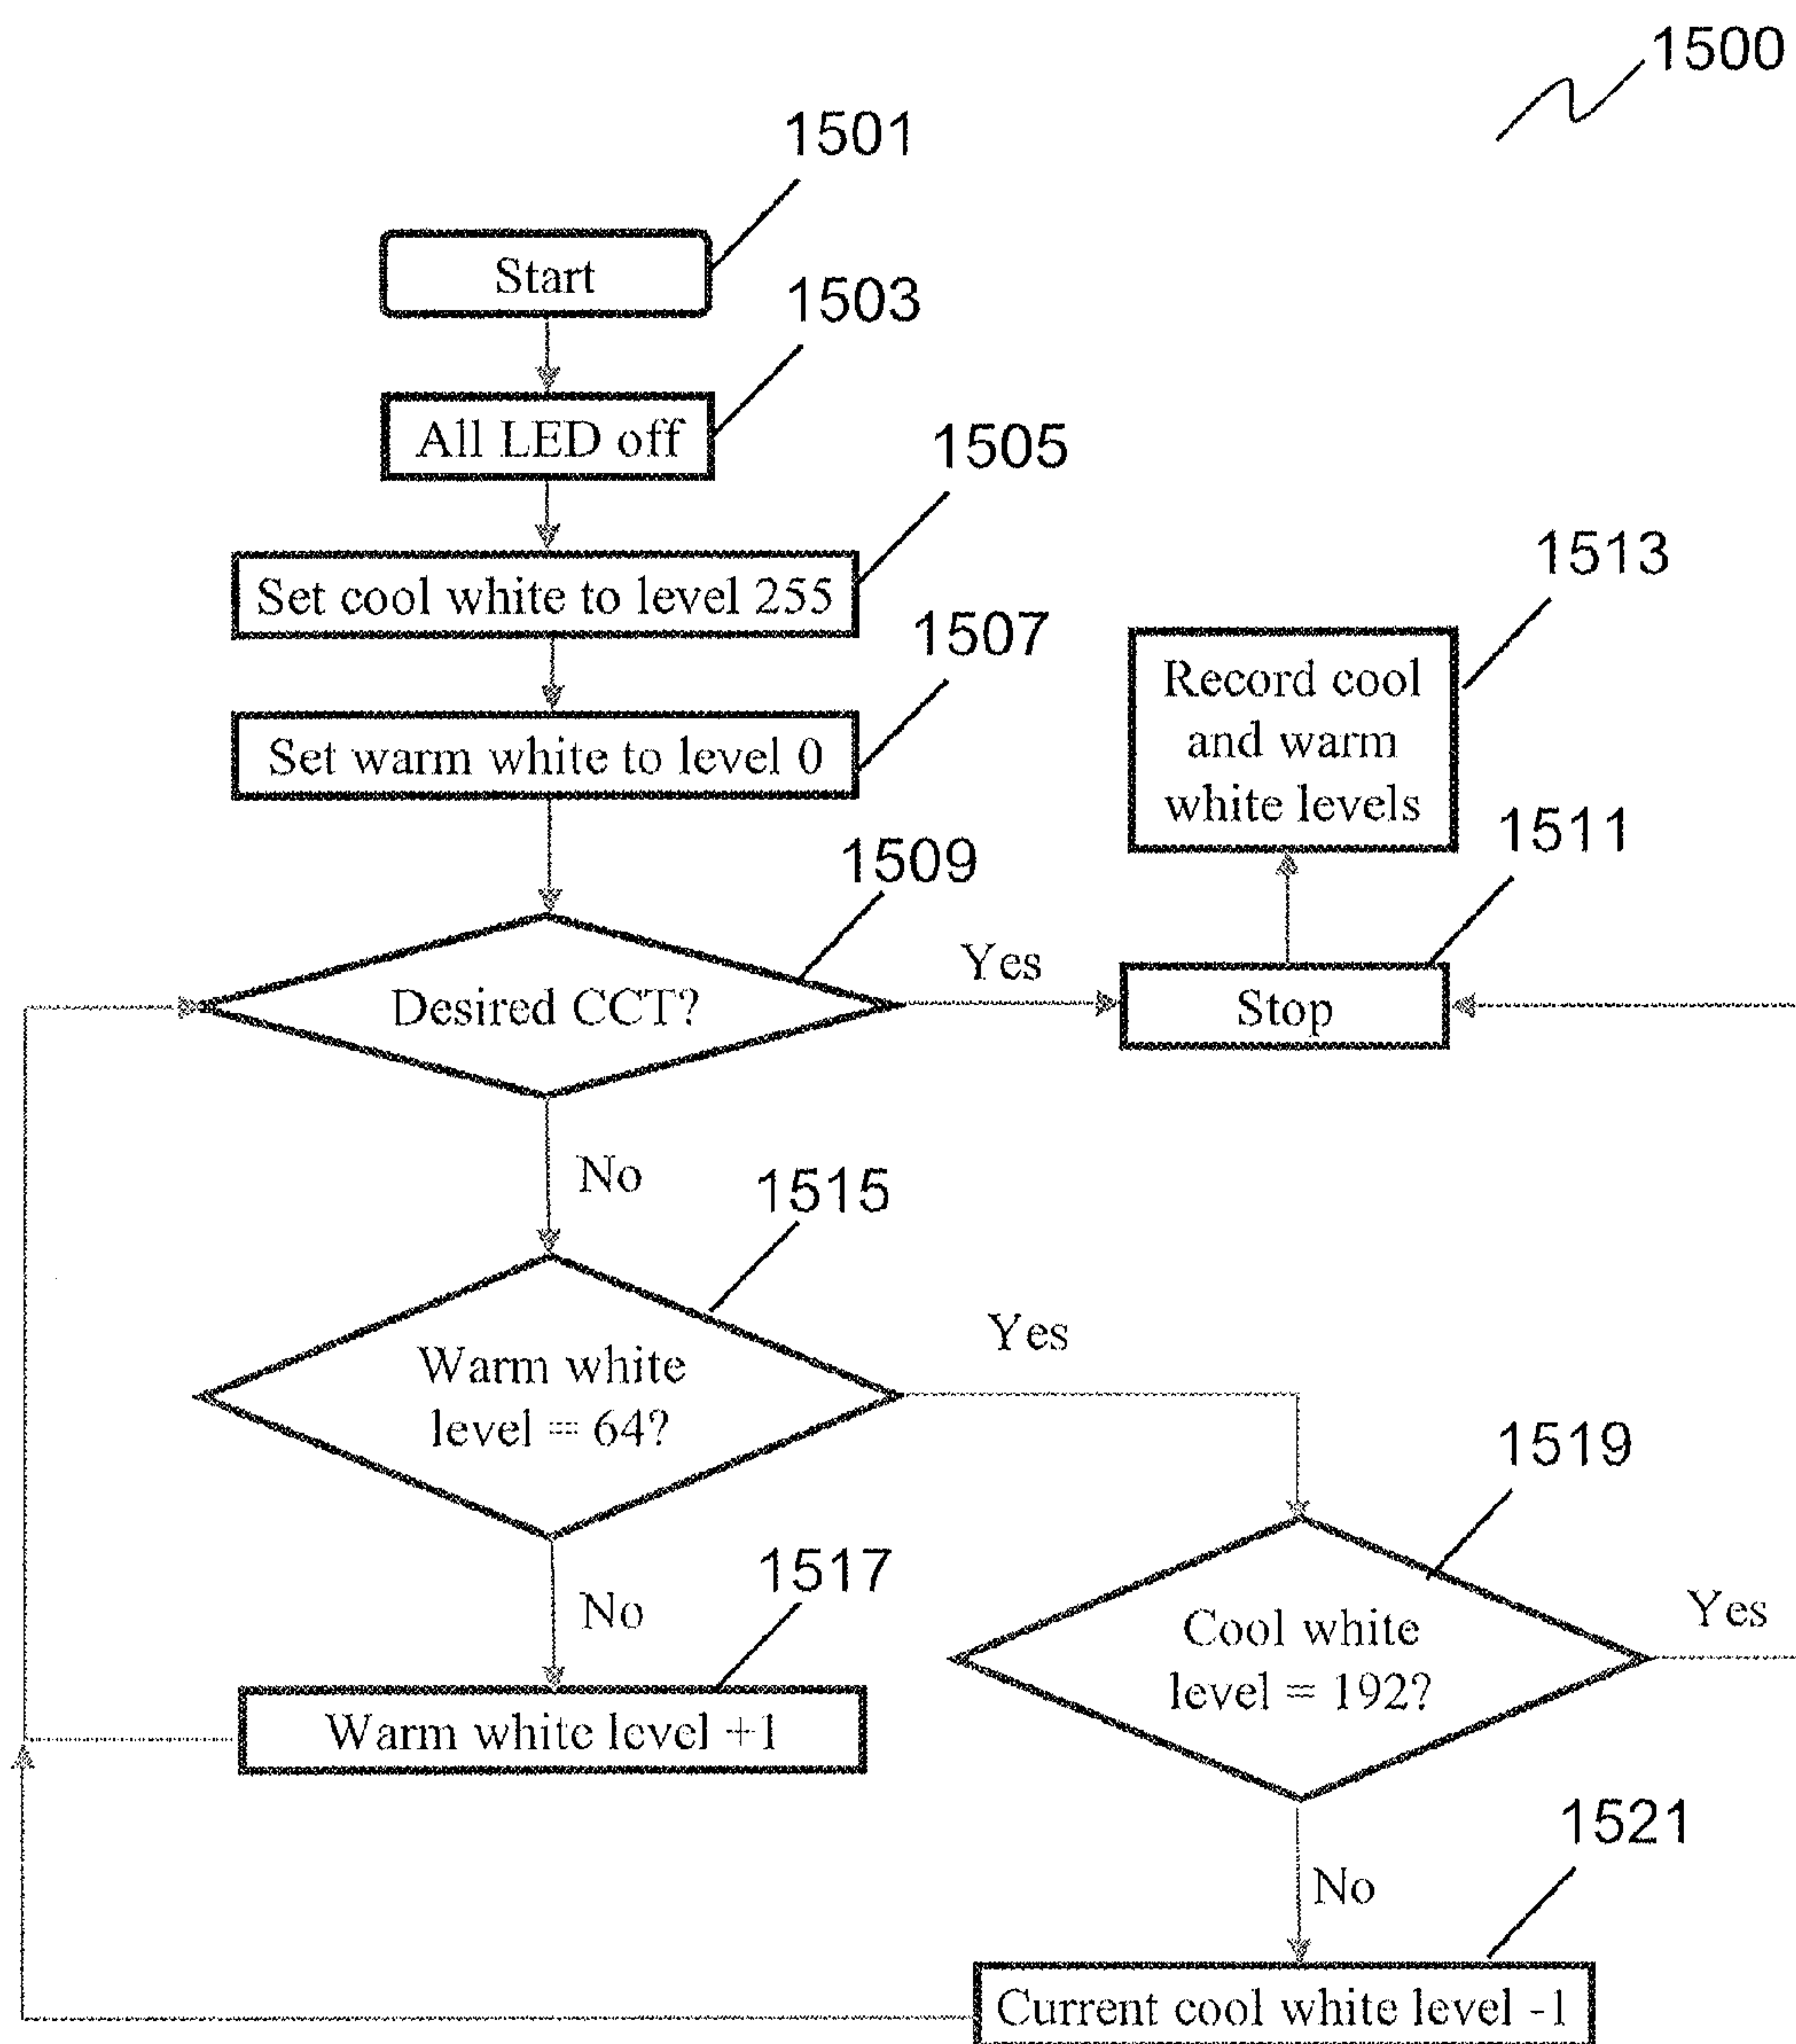 1500
1501
Start
1503
All LED off
1505
Set cool white to level 255
1507
Set warm white to level 0
1513
Record cool
and warm
white levels
1509
Desired CCT?
Yes
1511
Stop
No
1515
Warm white
level = 64?
Yes
No
1517
Warm white level +1
1519
Cool white
level = 192?
Yes
No
1521
Current cool white level -1